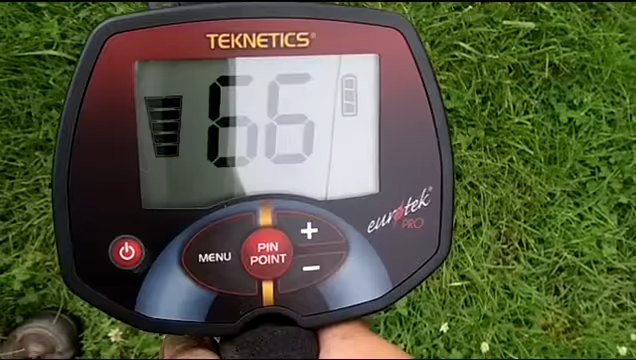 TEKNETICS®
66
eurotek®
PRO
MENU
PIN
POINT
+
−